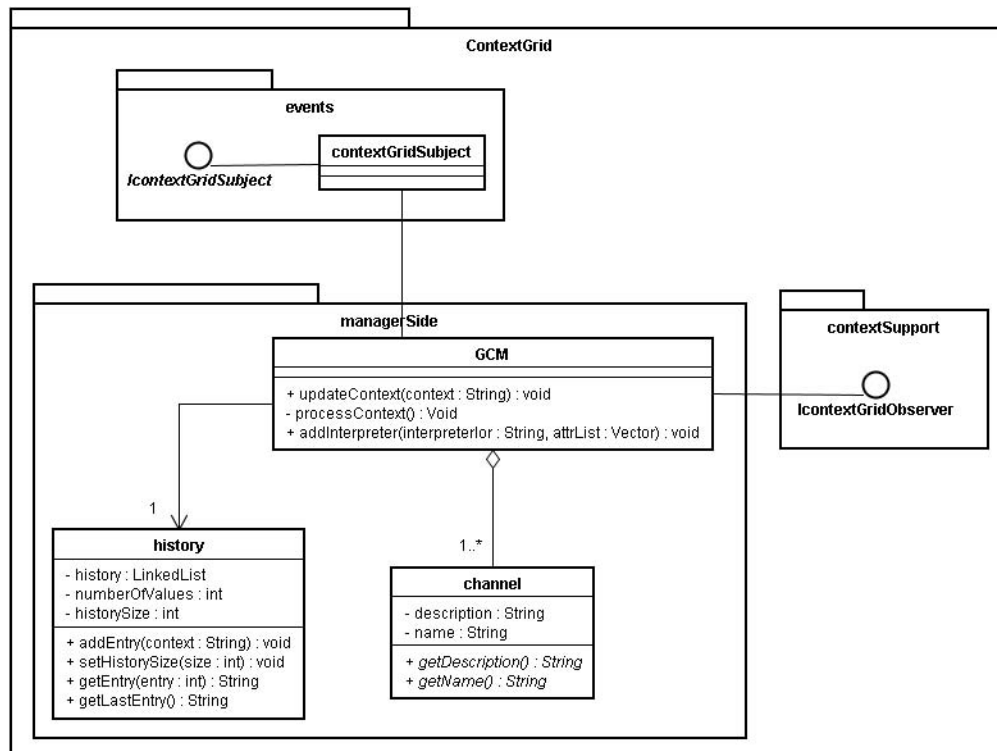 ContextGrid
events
contextGridSubject
IcontextGridSubject
managerSide
contextSupport
GCM
+ updateContext(context : String) : void
- processContext() : Void
+ addInterpreter(interpreterIor : String, attrList : Vector) : void
IcontextGridObserver
1
1..*
history
- history : LinkedList
- numberOfValues : int
- historySize : int
+ addEntry(context : String) : void
+ setHistorySize(size : int) : void
+ getEntry(entry : int) : String
+ getLastEntry() : String
channel
- description : String
- name : String
+ getDescription() : String
+ getName() : String